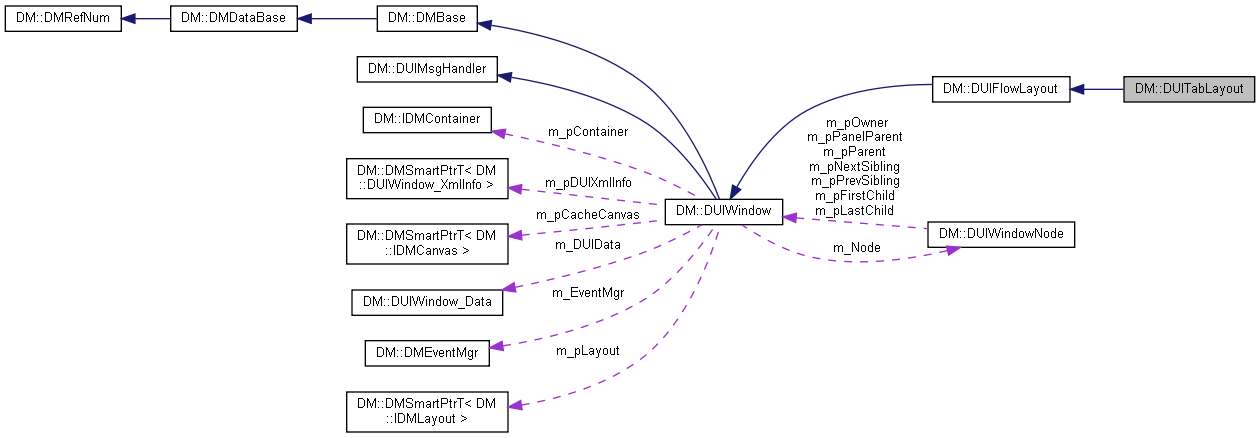 DM::DMRefNum
DM::DMDataBase
DM::DMBase
DM::DUIMsgHandler
DM::DUIFlowLayout
DM::DUITabLayout
DM::IDMContainer
m_pContainer
m_pOwner
m_pPanelParent
m_pParent
m_pNextSibling
m_pPrevSibling
m_pFirstChild
m_pLastChild
DM::DMSmartPtrT< DM
::DUIWindow_XmlInfo >
m_pDUIXmlInfo
DM::DUIWindow
m_pCacheCanvas
DM::DMSmartPtrT< DM
::IDMCanvas >
m_DUIData
m_Node
DM::DUIWindowNode
DM::DUIWindow_Data
m_EventMgr
DM::DMEventMgr
m_pLayout
DM::DMSmartPtrT< DM
::IDMLayout >